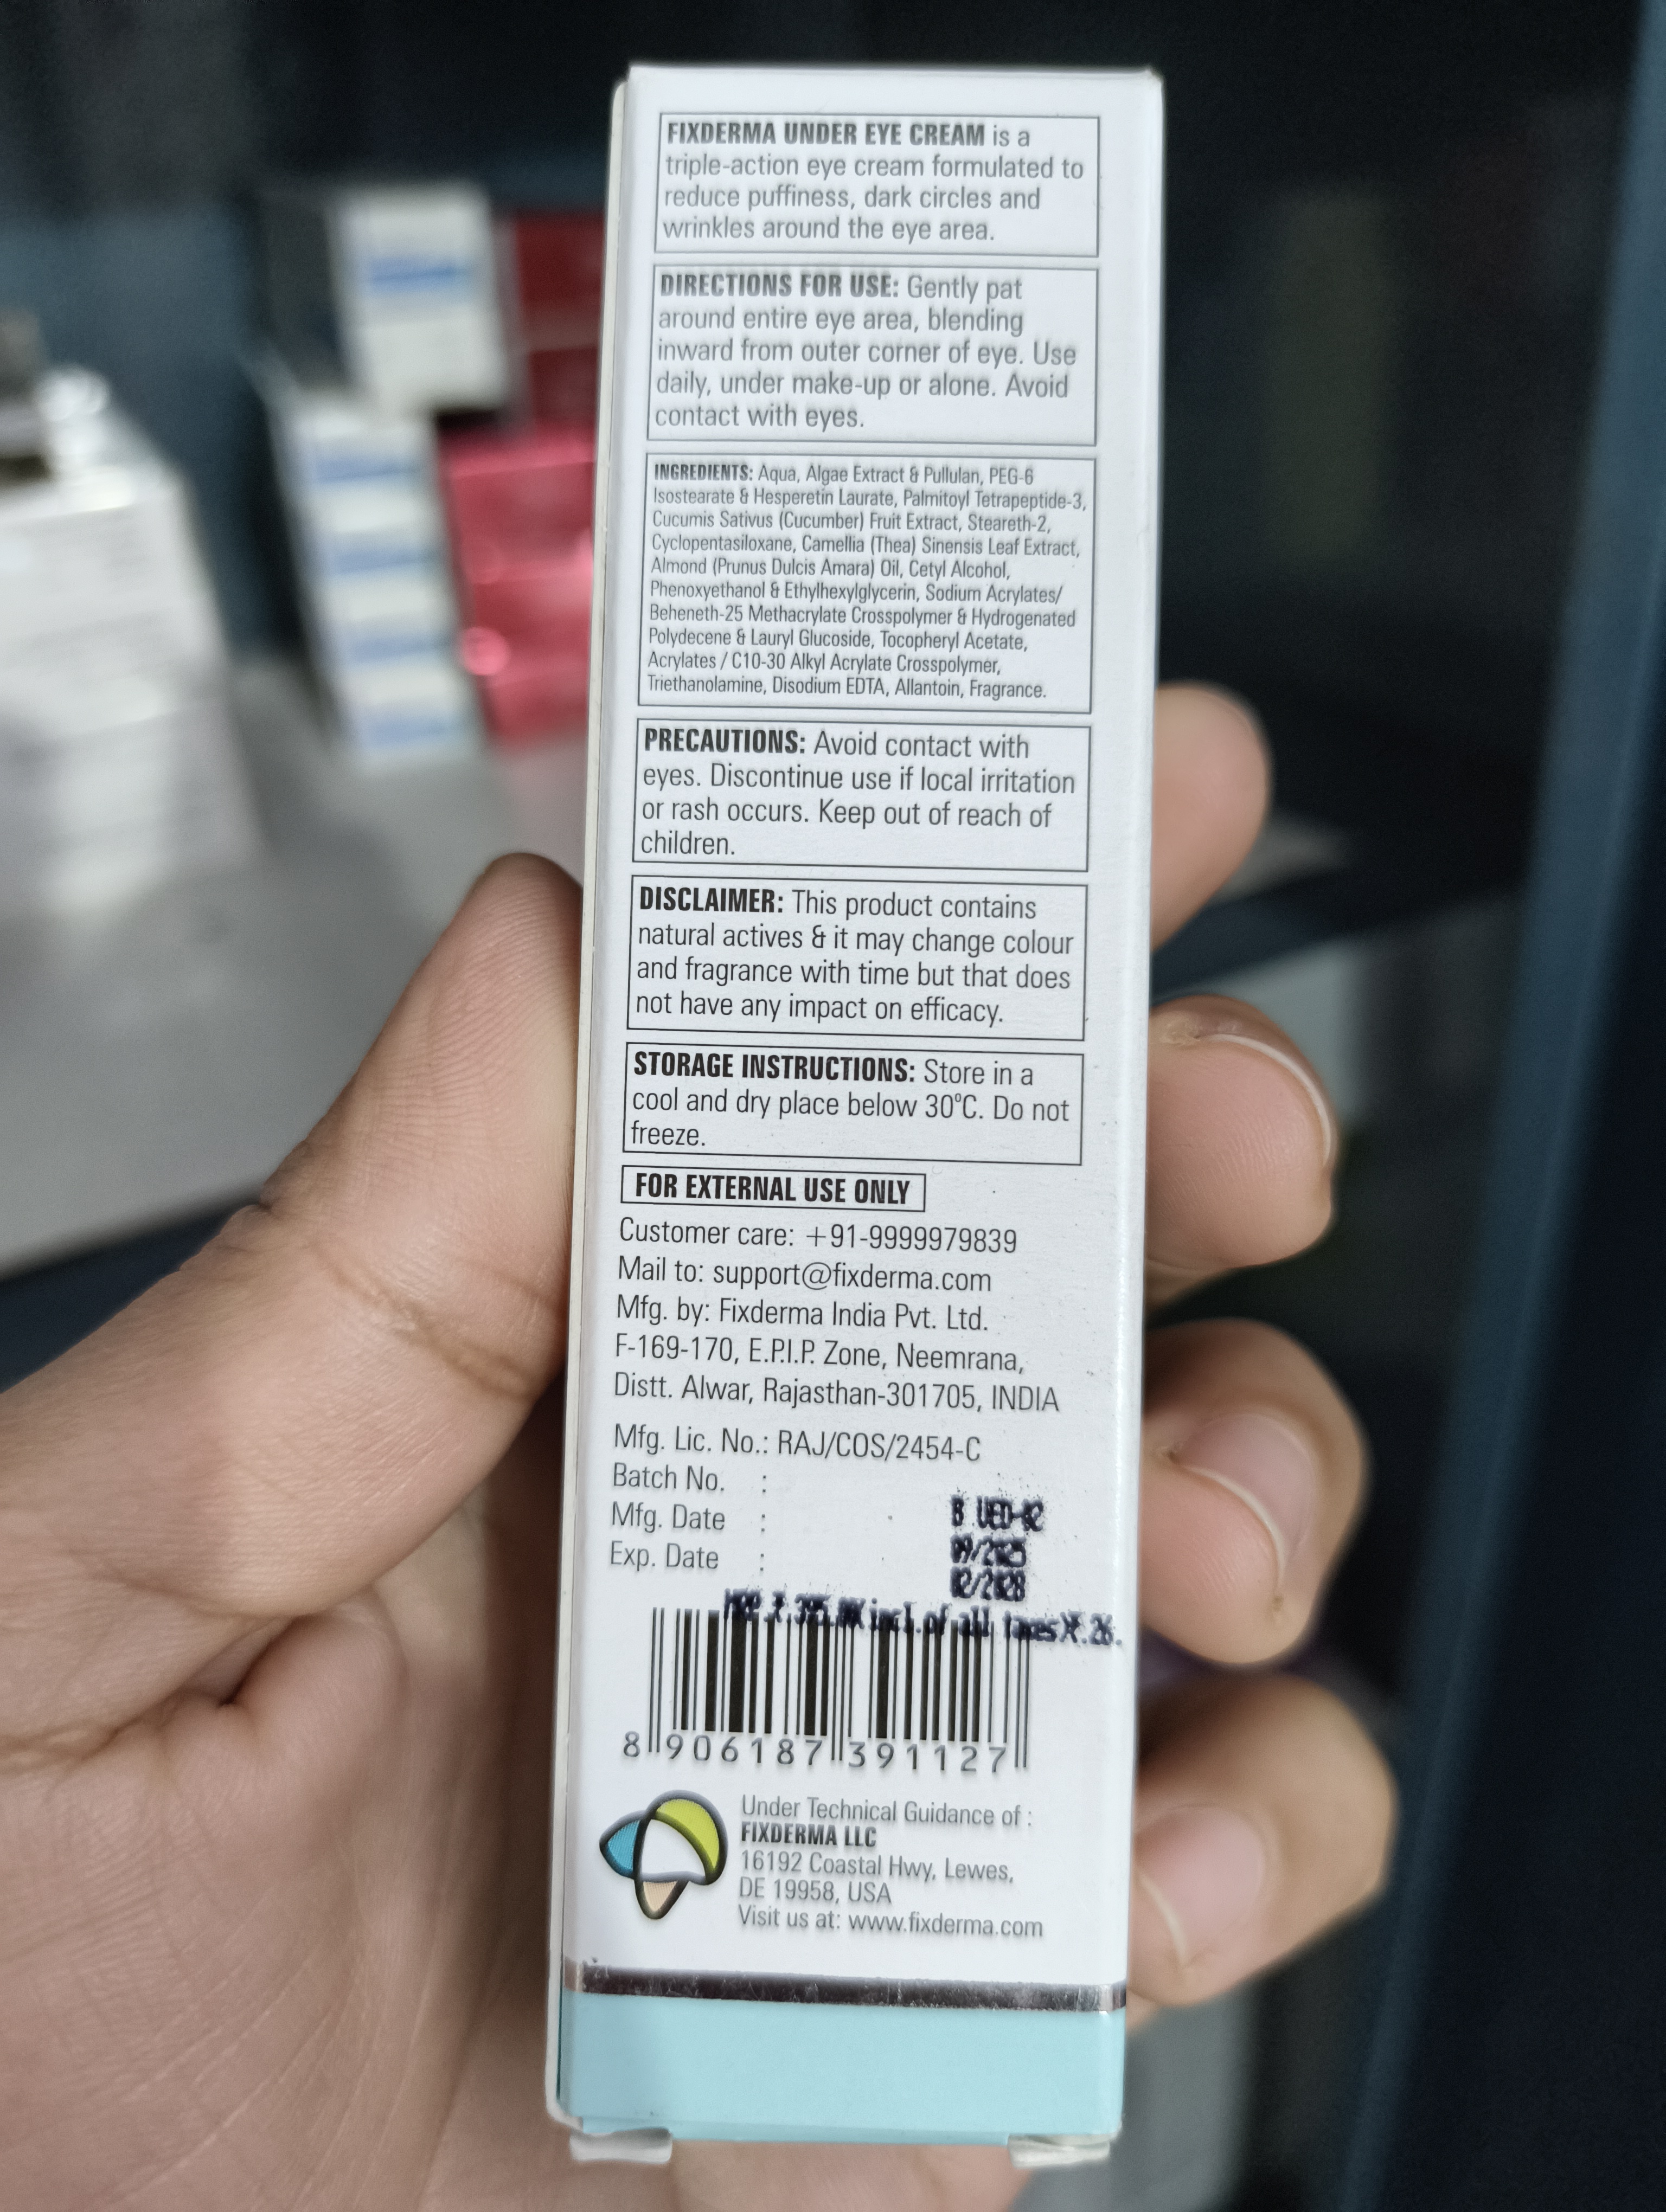 FIXDERMA UNDER EYE CREAM is a
triple-action eye cream formulated to
reduce puffiness, dark circles and
wrinkles around the eye area.
DIRECTIONS FOR USE: Gently pat
around entire eye area, blending
inward from outer corner of eye. Use
daily, under make-up or alone. Avoid
contact with eyes.
INGREDIENTS: Aqua, Algae Extract & Pullulan, PEG-6
Isostearate & Hesperetin Laurate, Palmitoyl Tetrapeptide-3,
Cucumis Sativus (Cucumber) Fruit Extract, Steareth-2,
Cyclopentasiloxane, Camellia (Thea) Sinensis Leaf Extract,
Almond (Prunus Dulcis Amara) Oil, Cetyl Alcohol,
Phenoxyethanol & Ethylhexylglycerin, Sodium Acrylates/
Beheneth-25 Methacrylate Crosspolymer & Hydrogenated
Polydecene & Lauryl Glucoside, Tocopheryl Acetate,
Acrylates / C10-30 Alkyl Acrylate Crosspolymer,
Triethanolamine, Disodium EDTA, Allantoin, Fragrance.
PRECAUTIONS: Avoid contact with
eyes. Discontinue use if local irritation
or rash occurs. Keep out of reach of
children.
DISCLAIMER: This product contains
natural actives & it may change colour
and fragrance with time but that does
not have any impact on efficacy.
STORAGE INSTRUCTIONS: Store in a
cool and dry place below 30°C. Do not
freeze.
FOR EXTERNAL USE ONLY
Customer care: +91-9999979839
Mail to: support@fixderma.com
Mfg. by: Fixderma India Pvt. Ltd.
F-169-170, E.P.I.P. Zone, Neemrana,
Distt. Alwar, Rajasthan-301705, INDIA
Mfg. Lic. No.: RAJ/COS/2454-C
Batch No. :
Mfg. Date : 09/2025
Exp. Date :
incl.of all taxes
8 906187 391127
Under Technical Guidance of :
FIXDERMA LLC
16192 Coastal Hwy, Lewes,
DE 19958, USA
Visit us at: www.fixderma.com